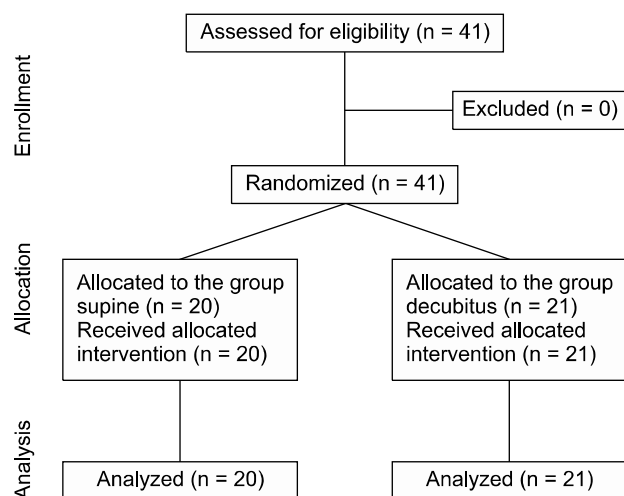 Assessed for eligibility (n = 41)
Enrollment
Excluded (n = 0)
Randomized (n = 41)
Allocation
Allocated to the group
supine (n = 20)
Received allocated
intervention (n = 20)
Allocated to the group
decubitus (n = 21)
Received allocated
intervention (n = 21)
Analysis
Analyzed (n = 20)
Analyzed (n = 21)